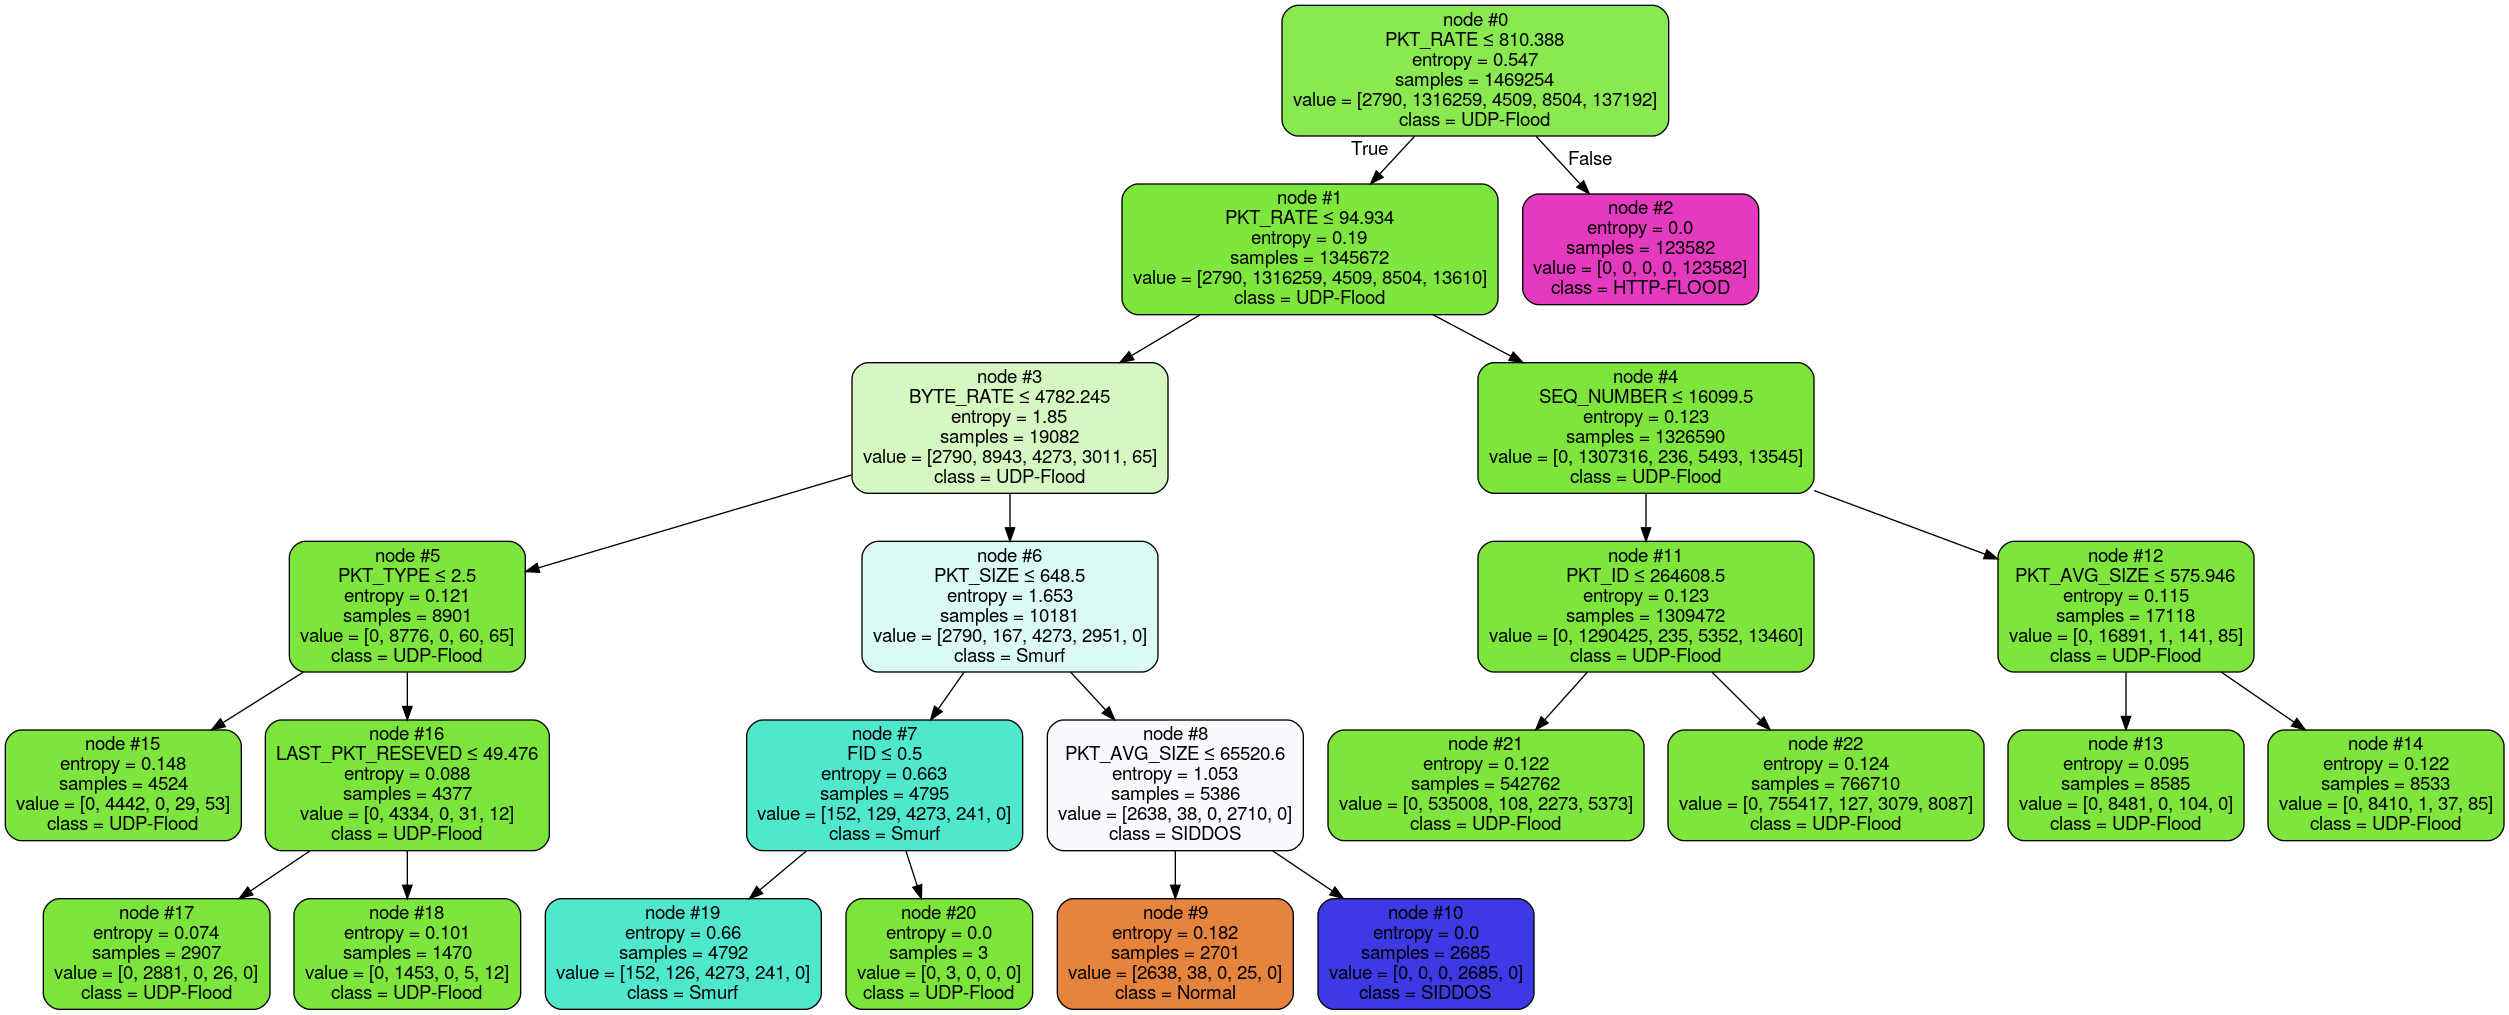 node #0
PKT_RATE ≤ 810.388
entropy = 0.547
samples = 1469254
value = [2790, 1316259, 4509, 8504, 137192]
class = UDP-Flood
True
False
node #1
PKT_RATE ≤ 94.934
entropy = 0.19
samples = 1345672
value = [2790, 1316259, 4509, 8504, 13610]
class = UDP-Flood
node #2
entropy = 0.0
samples = 123582
value = [0, 0, 0, 0, 123582]
class = HTTP-FLOOD
node #3
BYTE_RATE ≤ 4782.245
entropy = 1.85
samples = 19082
value = [2790, 8943, 4273, 3011, 65]
class = UDP-Flood
node #4
SEQ_NUMBER ≤ 16099.5
entropy = 0.123
samples = 1326590
value = [0, 1307316, 236, 5493, 13545]
class = UDP-Flood
node #5
PKT_TYPE ≤ 2.5
entropy = 0.121
samples = 8901
value = [0, 8776, 0, 60, 65]
class = UDP-Flood
node #6
PKT_SIZE ≤ 648.5
entropy = 1.653
samples = 10181
value = [2790, 167, 4273, 2951, 0]
class = Smurf
node #11
PKT_ID ≤ 264608.5
entropy = 0.123
samples = 1309472
value = [0, 1290425, 235, 5352, 13460]
class = UDP-Flood
node #12
PKT_AVG_SIZE ≤ 575.946
entropy = 0.115
samples = 17118
value = [0, 16891, 1, 141, 85]
class = UDP-Flood
node #15
entropy = 0.148
samples = 4524
value = [0, 4442, 0, 29, 53]
class = UDP-Flood
node #16
LAST_PKT_RESEVED ≤ 49.476
entropy = 0.088
samples = 4377
value = [0, 4334, 0, 31, 12]
class = UDP-Flood
node #7
FID ≤ 0.5
entropy = 0.663
samples = 4795
value = [152, 129, 4273, 241, 0]
class = Smurf
node #8
PKT_AVG_SIZE ≤ 65520.6
entropy = 1.053
samples = 5386
value = [2638, 38, 0, 2710, 0]
class = SIDDOS
node #21
entropy = 0.122
samples = 542762
value = [0, 535008, 108, 2273, 5373]
class = UDP-Flood
node #22
entropy = 0.124
samples = 766710
value = [0, 755417, 127, 3079, 8087]
class = UDP-Flood
node #13
entropy = 0.095
samples = 8585
value = [0, 8481, 0, 104, 0]
class = UDP-Flood
node #14
entropy = 0.122
samples = 8533
value = [0, 8410, 1, 37, 85]
class = UDP-Flood
node #17
entropy = 0.074
samples = 2907
value = [0, 2881, 0, 26, 0]
class = UDP-Flood
node #18
entropy = 0.101
samples = 1470
value = [0, 1453, 0, 5, 12]
class = UDP-Flood
node #19
entropy = 0.66
samples = 4792
value = [152, 126, 4273, 241, 0]
class = Smurf
node #20
entropy = 0.0
samples = 3
value = [0, 3, 0, 0, 0]
class = UDP-Flood
node #9
entropy = 0.182
samples = 2701
value = [2638, 38, 0, 25, 0]
class = Normal
node #10
entropy = 0.0
samples = 2685
value = [0, 0, 0, 2685, 0]
class = SIDDOS